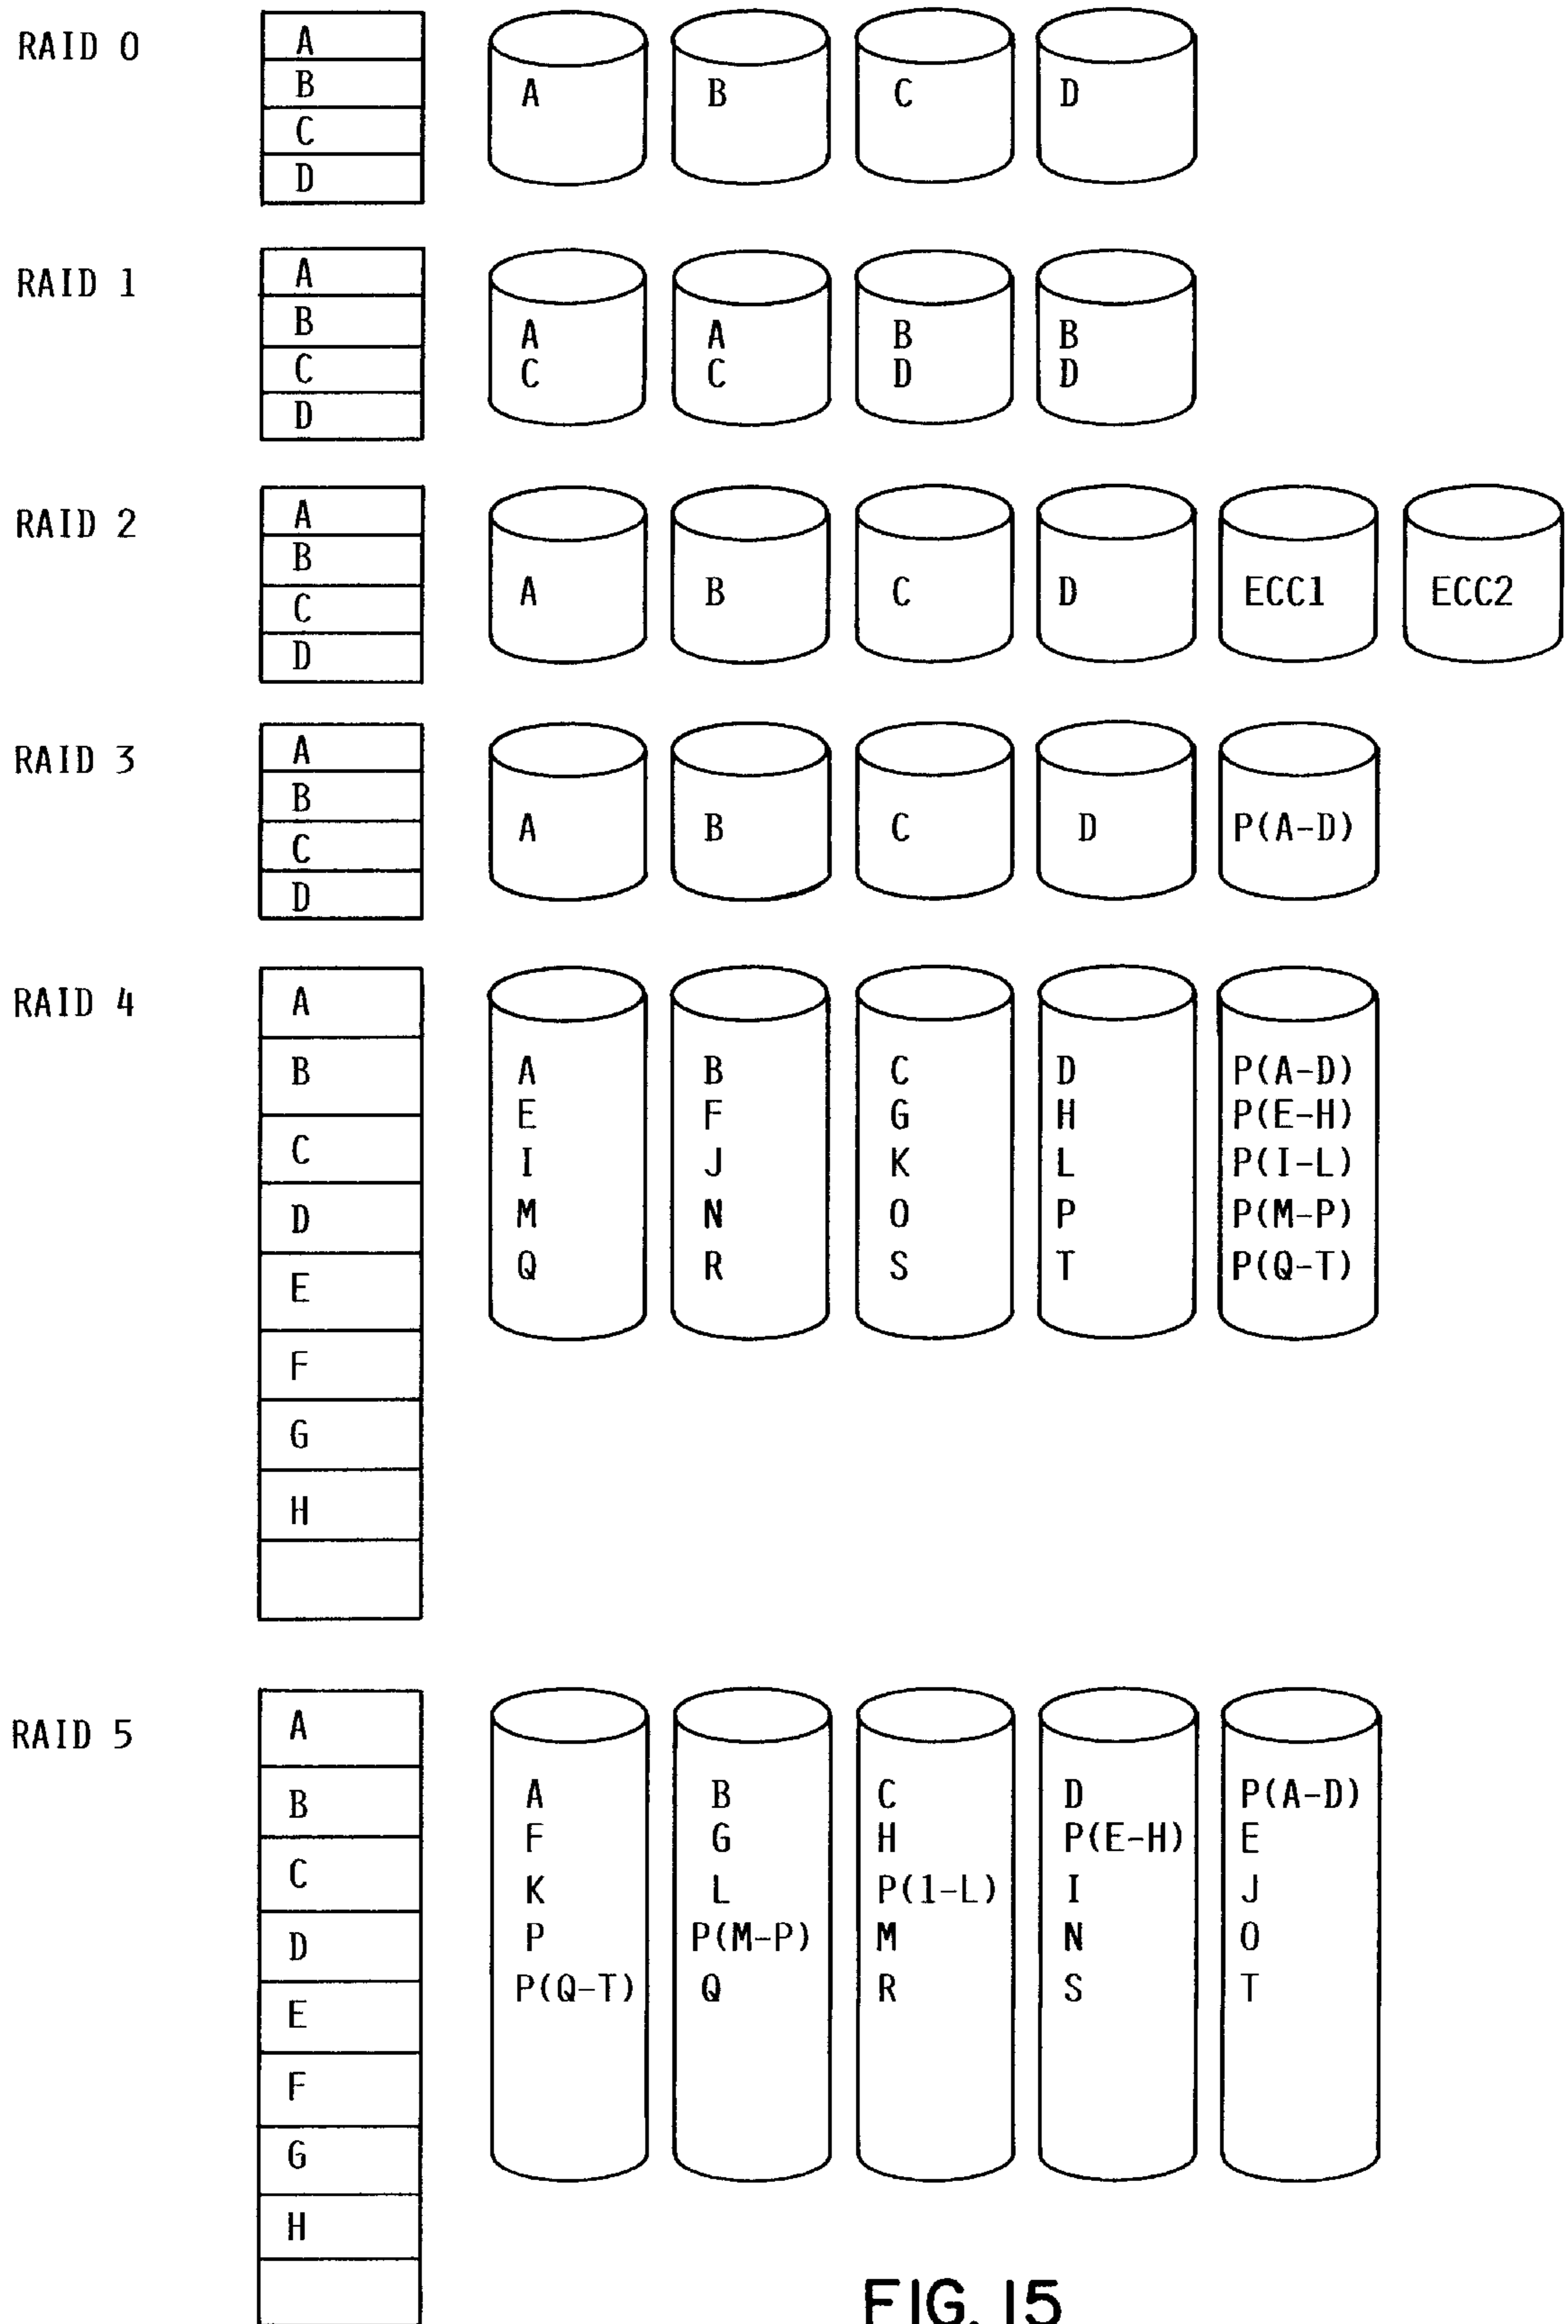 RAID 0
A
B
C
D
A B C D
RAID 1
A
B
C
D
A A B B
C C D D
RAID 2
A
B
C
D
A B C D ECC1 ECC2
RAID 3
A
B
C
D
A B C D P(A-D)
RAID 4
A
B
C
D
E
F
G
H
A B C D P(A-D)
E F G H P(E-H)
I J K L P(I-L)
M N O P P(M-P)
Q R S T P(Q-T)
RAID 5
A
B
C
D
E
F
G
H
A B C D P(A-D)
F G H P(E-H) E
K L P(1-L) I J
P P(M-P) M N O
P(Q-T) Q R S T
FIG. 15